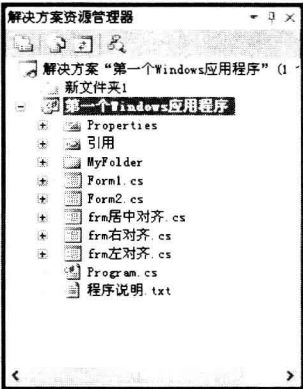 解决方案资源管理器
解决方案“第一个Windows应用程序” (1
新文件夹1
第一个Windows应用程序
Properties
引用
MyFolder
Form1.cs
Form2.cs
frm居中对齐.cs
frm右对齐.cs
frm左对齐.cs
Program.cs
程序说明.txt